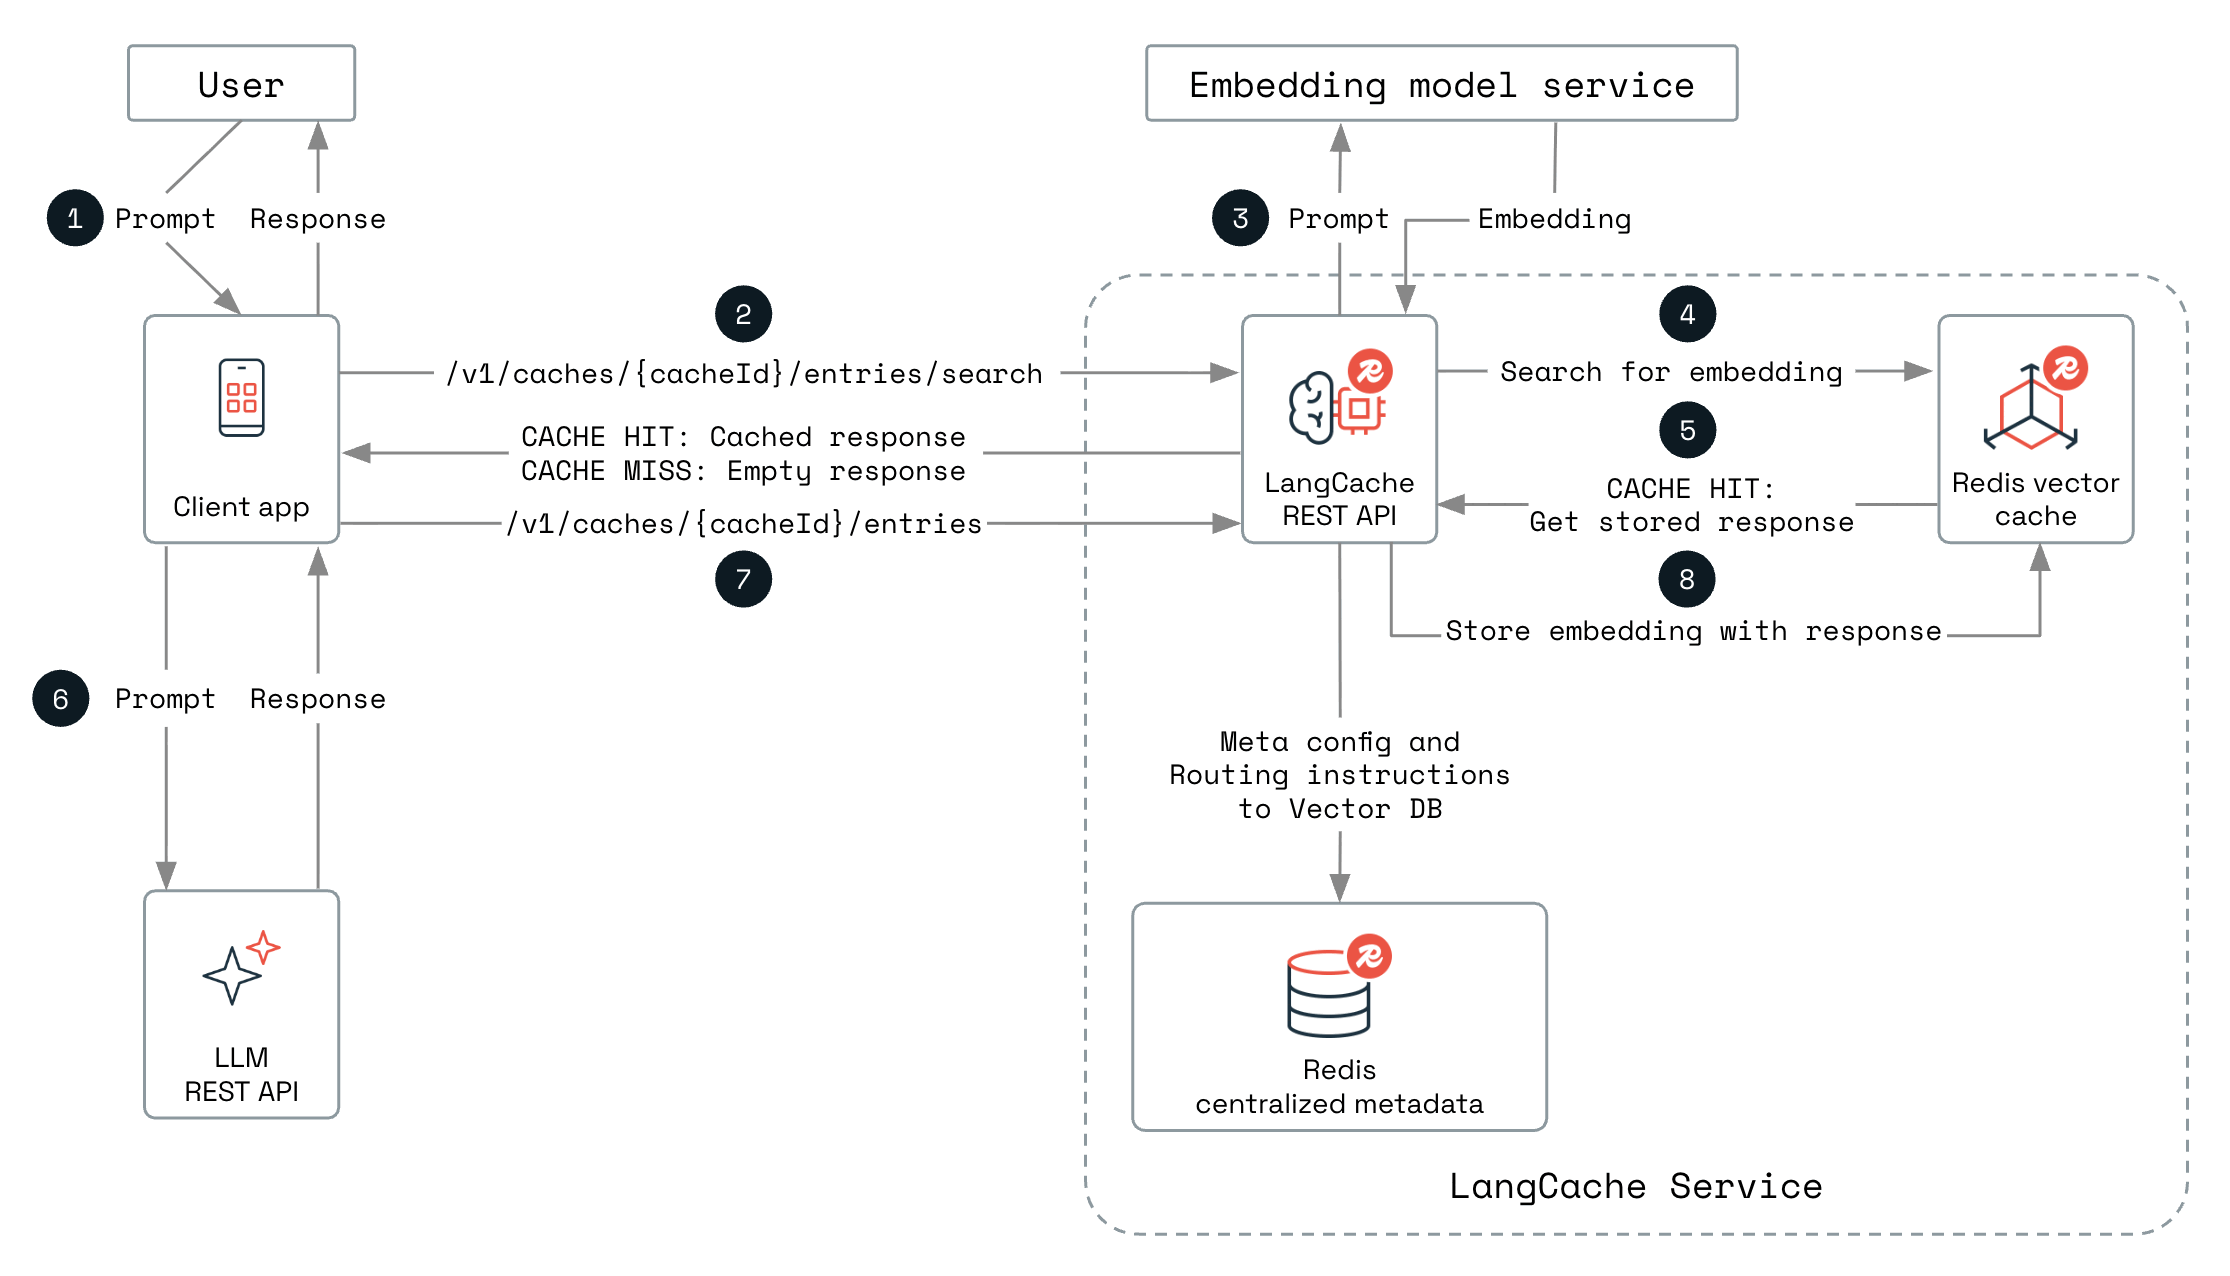 User
Embedding model service
1
Prompt
Response
3
Prompt
Embedding
2
/v1/caches/{cacheId}/entries/search
CACHE HIT: Cached response
CACHE MISS: Empty response
/v1/caches/{cacheId}/entries
7
Client app
LangCache
REST API
4
Search for embedding
5
CACHE HIT:
Get stored response
8
Store embedding with response
Redis vector
cache
6
Prompt
Response
Meta config and
Routing instructions
to Vector DB
LLM
REST API
Redis
centralized metadata
LangCache Service